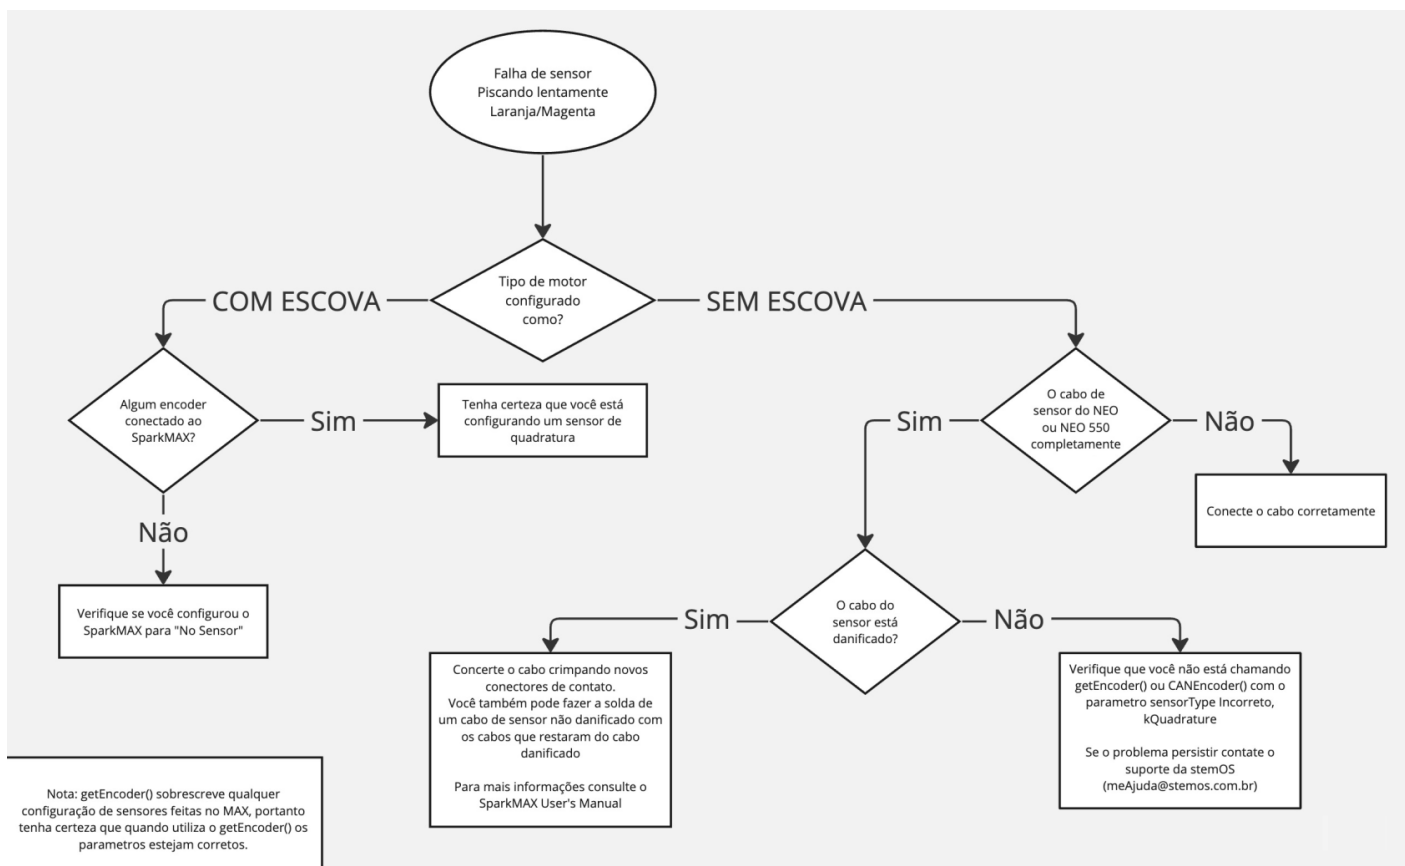 Falha de sensor
Piscando lentamente
Laranja/Magenta
Tipo de motor
configurado
como?
COM ESCOVA
SEM ESCOVA
Algum encoder
conectado ao
SparkMAX?
Sim
Tenha certeza que você está
configurando um sensor de
quadratura
Não
Verifique se você configurou o
SparkMAX para "No Sensor"
O cabo de
sensor do NEO
ou NEO 550
completamente
Não
Conecte o cabo corretamente
Sim
O cabo do
sensor está
danificado?
Sim
Concerte o cabo crimpando novos
conectores de contato.
Você também pode fazer a solda de
um cabo de sensor não danificado com
os cabos que restaram do cabo
danificado
Para mais informações consulte o
SparkMAX User's Manual
Não
Verifique que você não está chamando
getEncoder() ou CANEncoder() com o
parametro sensorType Incorreto,
kQuadrature
Se o problema persistir contate o
suporte da stemOS
(meAjuda@stemos.com.br)
Nota: getEncoder() sobrescreve qualquer
configuração de sensores feitas no MAX, portanto
tenha certeza que quando utiliza o getEncoder() os
parametros estejam corretos.